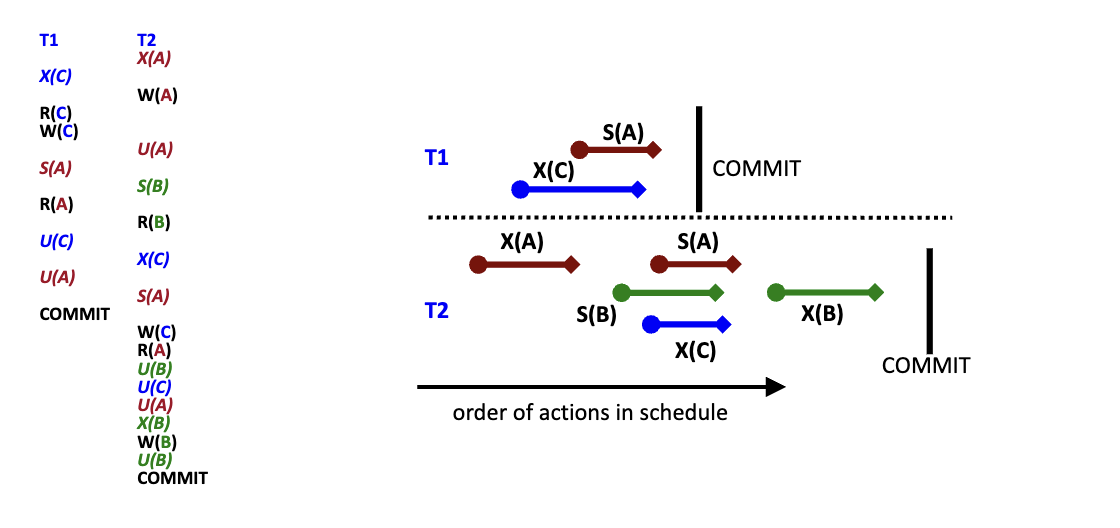 T1 T2
X(A)
X(C)
W(A)
R(C)
W(C)
U(A)
S(A)
S(B)
R(A)
R(B)
U(C)
X(C)
U(A)
S(A)
COMMIT
W(C)
R(A)
U(B)
U(C)
U(A)
X(B)
W(B)
U(B)
COMMIT
S(A)
T1
X(C)
COMMIT
X(A) S(A)
T2
S(B)
X(B)
X(C)
COMMIT
order of actions in schedule